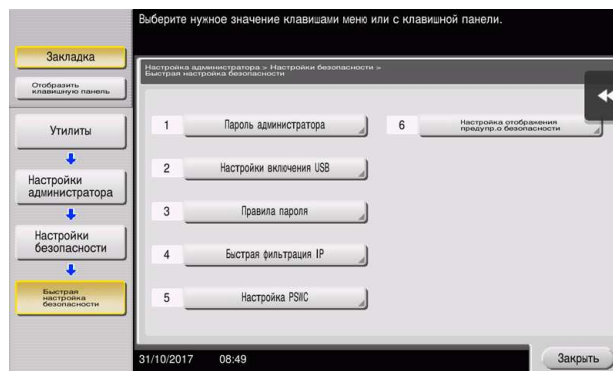 Выберите нужное значение клавишами меню или с клавишной панели.
Закладка
Отобразить
клавишную панель
Утилиты
Настройки
администратора
Настройки
безопасности
Быстрая
настройка
безопасности
Настройка администратора > Настройки безопасности >
Быстрая настройка безопасности
1 Пароль администратора
2 Настройки включения USB
3 Правила пароля
4 Быстрая фильтрация IP
5 Настройка PSWC
6 Настройка отображения
предупр.о безопасности
31/10/2017 08:49
Закрыть